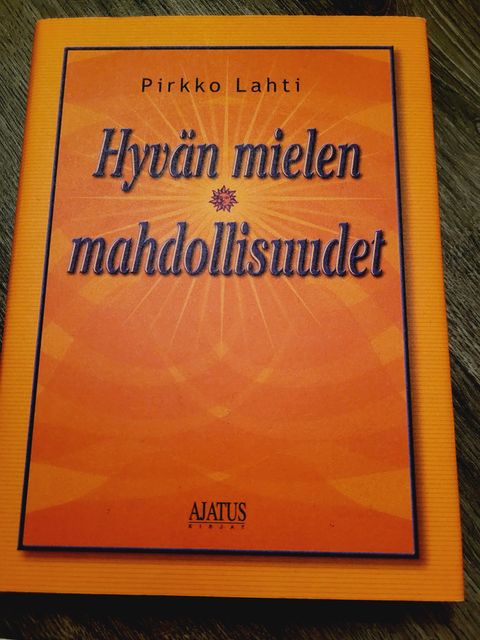 Pirkko Lahti
Hyvän mielen
mahdollisuudet
AJATUS
KIRJAT